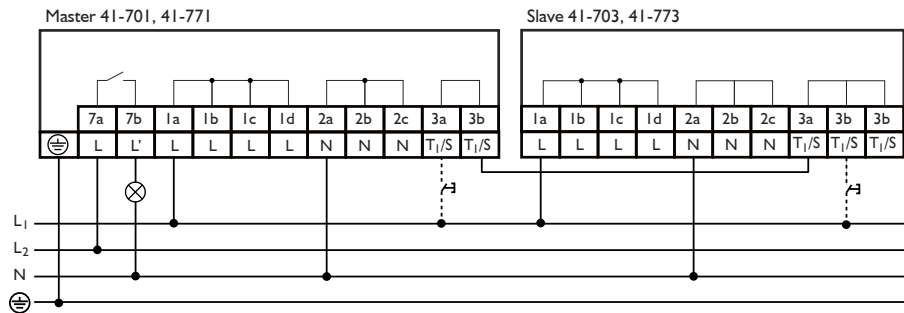 Master 41-701, 41-771
Slave 41-703, 41-773
7a 7b 1a 1b 1c 1d 2a 2b 2c 3a 3b
L L' L L L L N N N T₁/S T₁/S
1a 1b 1c 1d 2a 2b 2c 3a 3b 3b
L L L L N N N T₁/S T₁/S T₁/S
L₁
L₂
N